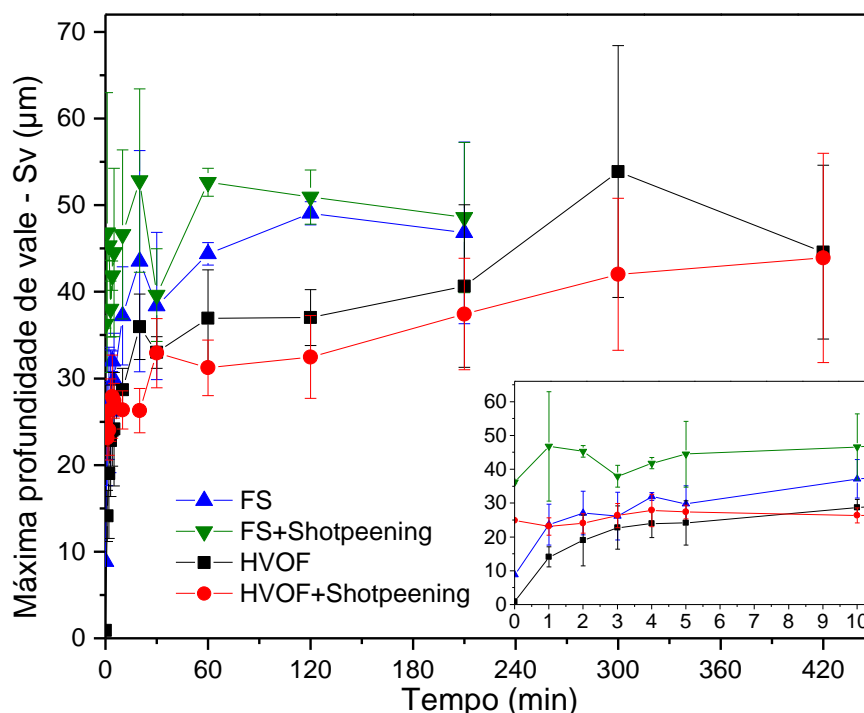 Máxima profundidade de vale - Sv (µm)
70
60
50
40
30
20
10
0
0 60 120 180 240 300 360 420
Tempo (min)
FS
FS+Shotpeening
HVOF
HVOF+Shotpeening
60
50
40
30
20
10
0
0 1 2 3 4 5 6 7 8 9 10